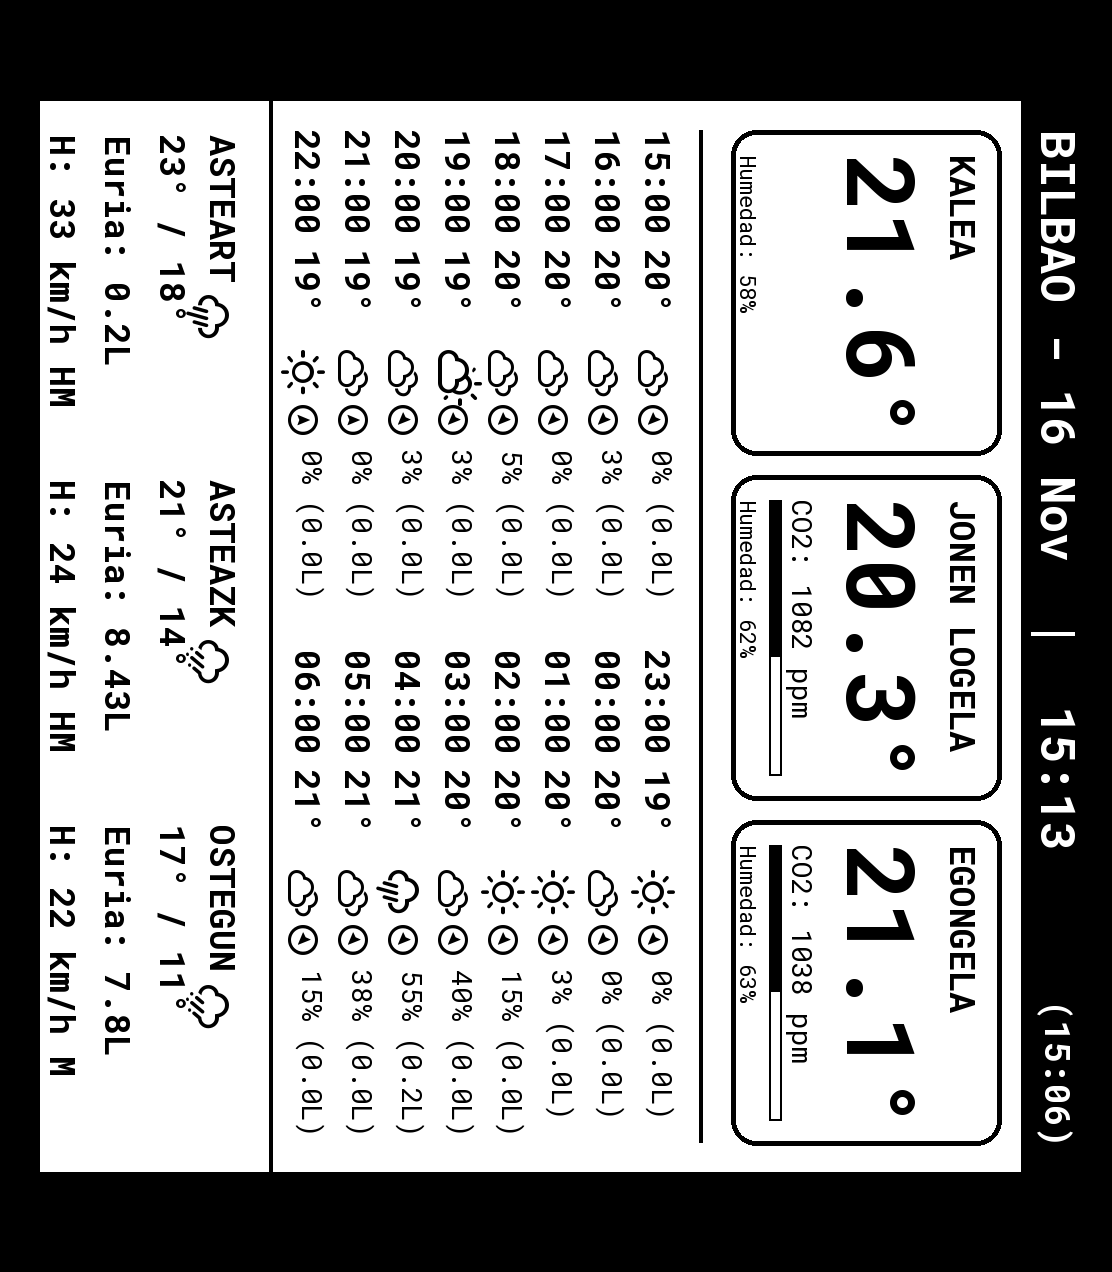 BILBAO - 16 Nov | 15:13 (15:06)
KALEA
21.6°
Humedad: 58%
JONEN LOGELA
20.3°
CO2: 1082 ppm
Humedad: 62%
EGONGELA
21.1°
CO2: 1038 ppm
Humedad: 63%
15:00 20° 0% (0.0L)
16:00 20° 3% (0.0L)
17:00 20° 0% (0.0L)
18:00 20° 5% (0.0L)
19:00 19° 3% (0.0L)
20:00 19° 3% (0.0L)
21:00 19° 0% (0.0L)
22:00 19° 0% (0.0L)
23:00 19° 0% (0.0L)
00:00 20° 0% (0.0L)
01:00 20° 3% (0.0L)
02:00 20° 15% (0.0L)
03:00 20° 40% (0.0L)
04:00 21° 55% (0.2L)
05:00 21° 38% (0.0L)
06:00 21° 15% (0.0L)
ASTEART
23° / 18°
Euria: 0.2L
H: 33 km/h HM
ASTEAZK
21° / 14°
Euria: 8.43L
H: 24 km/h HM
OSTEGUN
17° / 11°
Euria: 7.8L
H: 22 km/h M